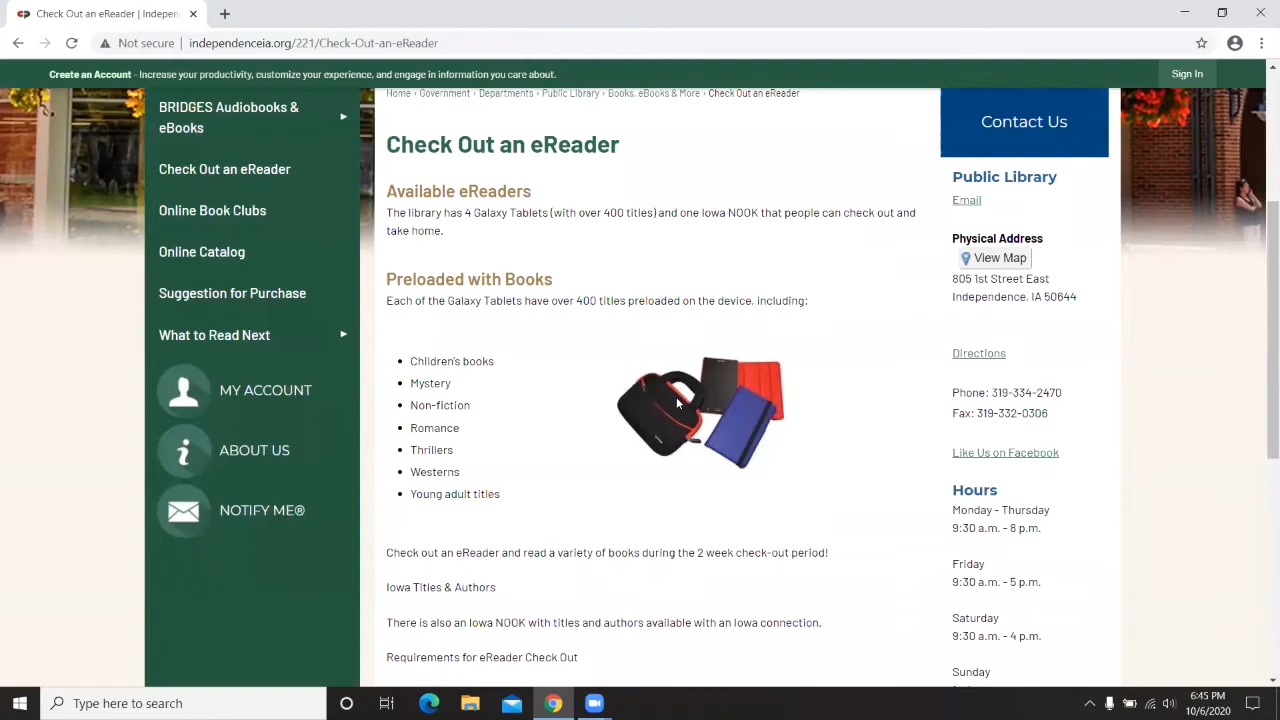 Check Out an eReader | Indepen
Not secure | independenceia.org/221/Check-Out-an-eReader
Create an Account - Increase your productivity, customize your experience, and engage in information you care about.
Sign In
BRIDGES Audiobooks &
eBooks
Check Out an eReader
Online Book Clubs
Online Catalog
Suggestion for Purchase
What to Read Next
MY ACCOUNT
ABOUT US
NOTIFY ME®
Home › Government › Departments › Public Library › Books, eBooks & More › Check Out an eReader
Check Out an eReader
Available eReaders
The library has 4 Galaxy Tablets (with over 400 titles) and one Iowa NOOK that people can check out and
take home.
Preloaded with Books
Each of the Galaxy Tablets have over 400 titles preloaded on the device, including:
Children's books
Mystery
Non-fiction
Romance
Thrillers
Westerns
Young adult titles
Check out an eReader and read a variety of books during the 2 week check-out period!
Iowa Titles & Authors
There is also an Iowa NOOK with titles and authors available with an Iowa connection.
Requirements for eReader Check Out
Contact Us
Public Library
Email
Physical Address
View Map
805 1st Street East
Independence, IA 50644
Directions
Phone: 319-334-2470
Fax: 319-332-0306
Like Us on Facebook
Hours
Monday - Thursday
9:30 a.m. - 8 p.m.
Friday
9:30 a.m. - 5 p.m.
Saturday
9:30 a.m. - 4 p.m.
Sunday
Type here to search
6:45 PM
10/6/2020